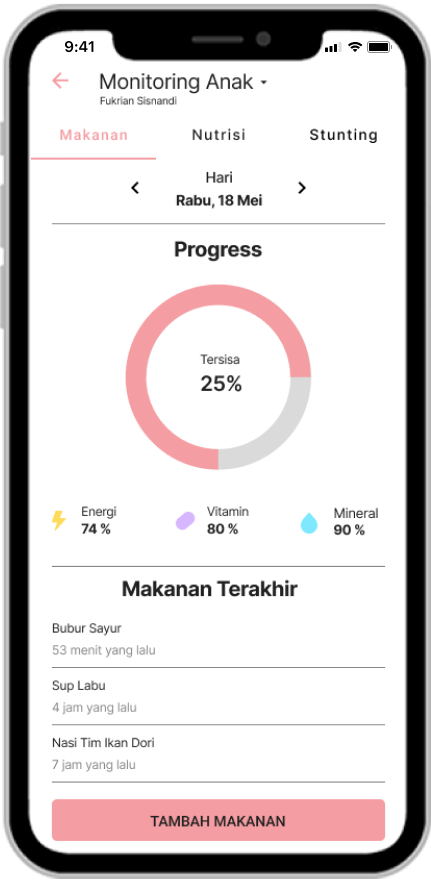 9:41
Monitoring Anak
Fukrian Sisnandi
Makanan Nutrisi Stunting
Hari
Rabu, 18 Mei
Progress
Tersisa
25%
Energi
74 %
Vitamin
80 %
Mineral
90 %
Makanan Terakhir
Bubur Sayur
53 menit yang lalu
Sup Labu
4 jam yang lalu
Nasi Tim Ikan Dori
7 jam yang lalu
TAMBAH MAKANAN